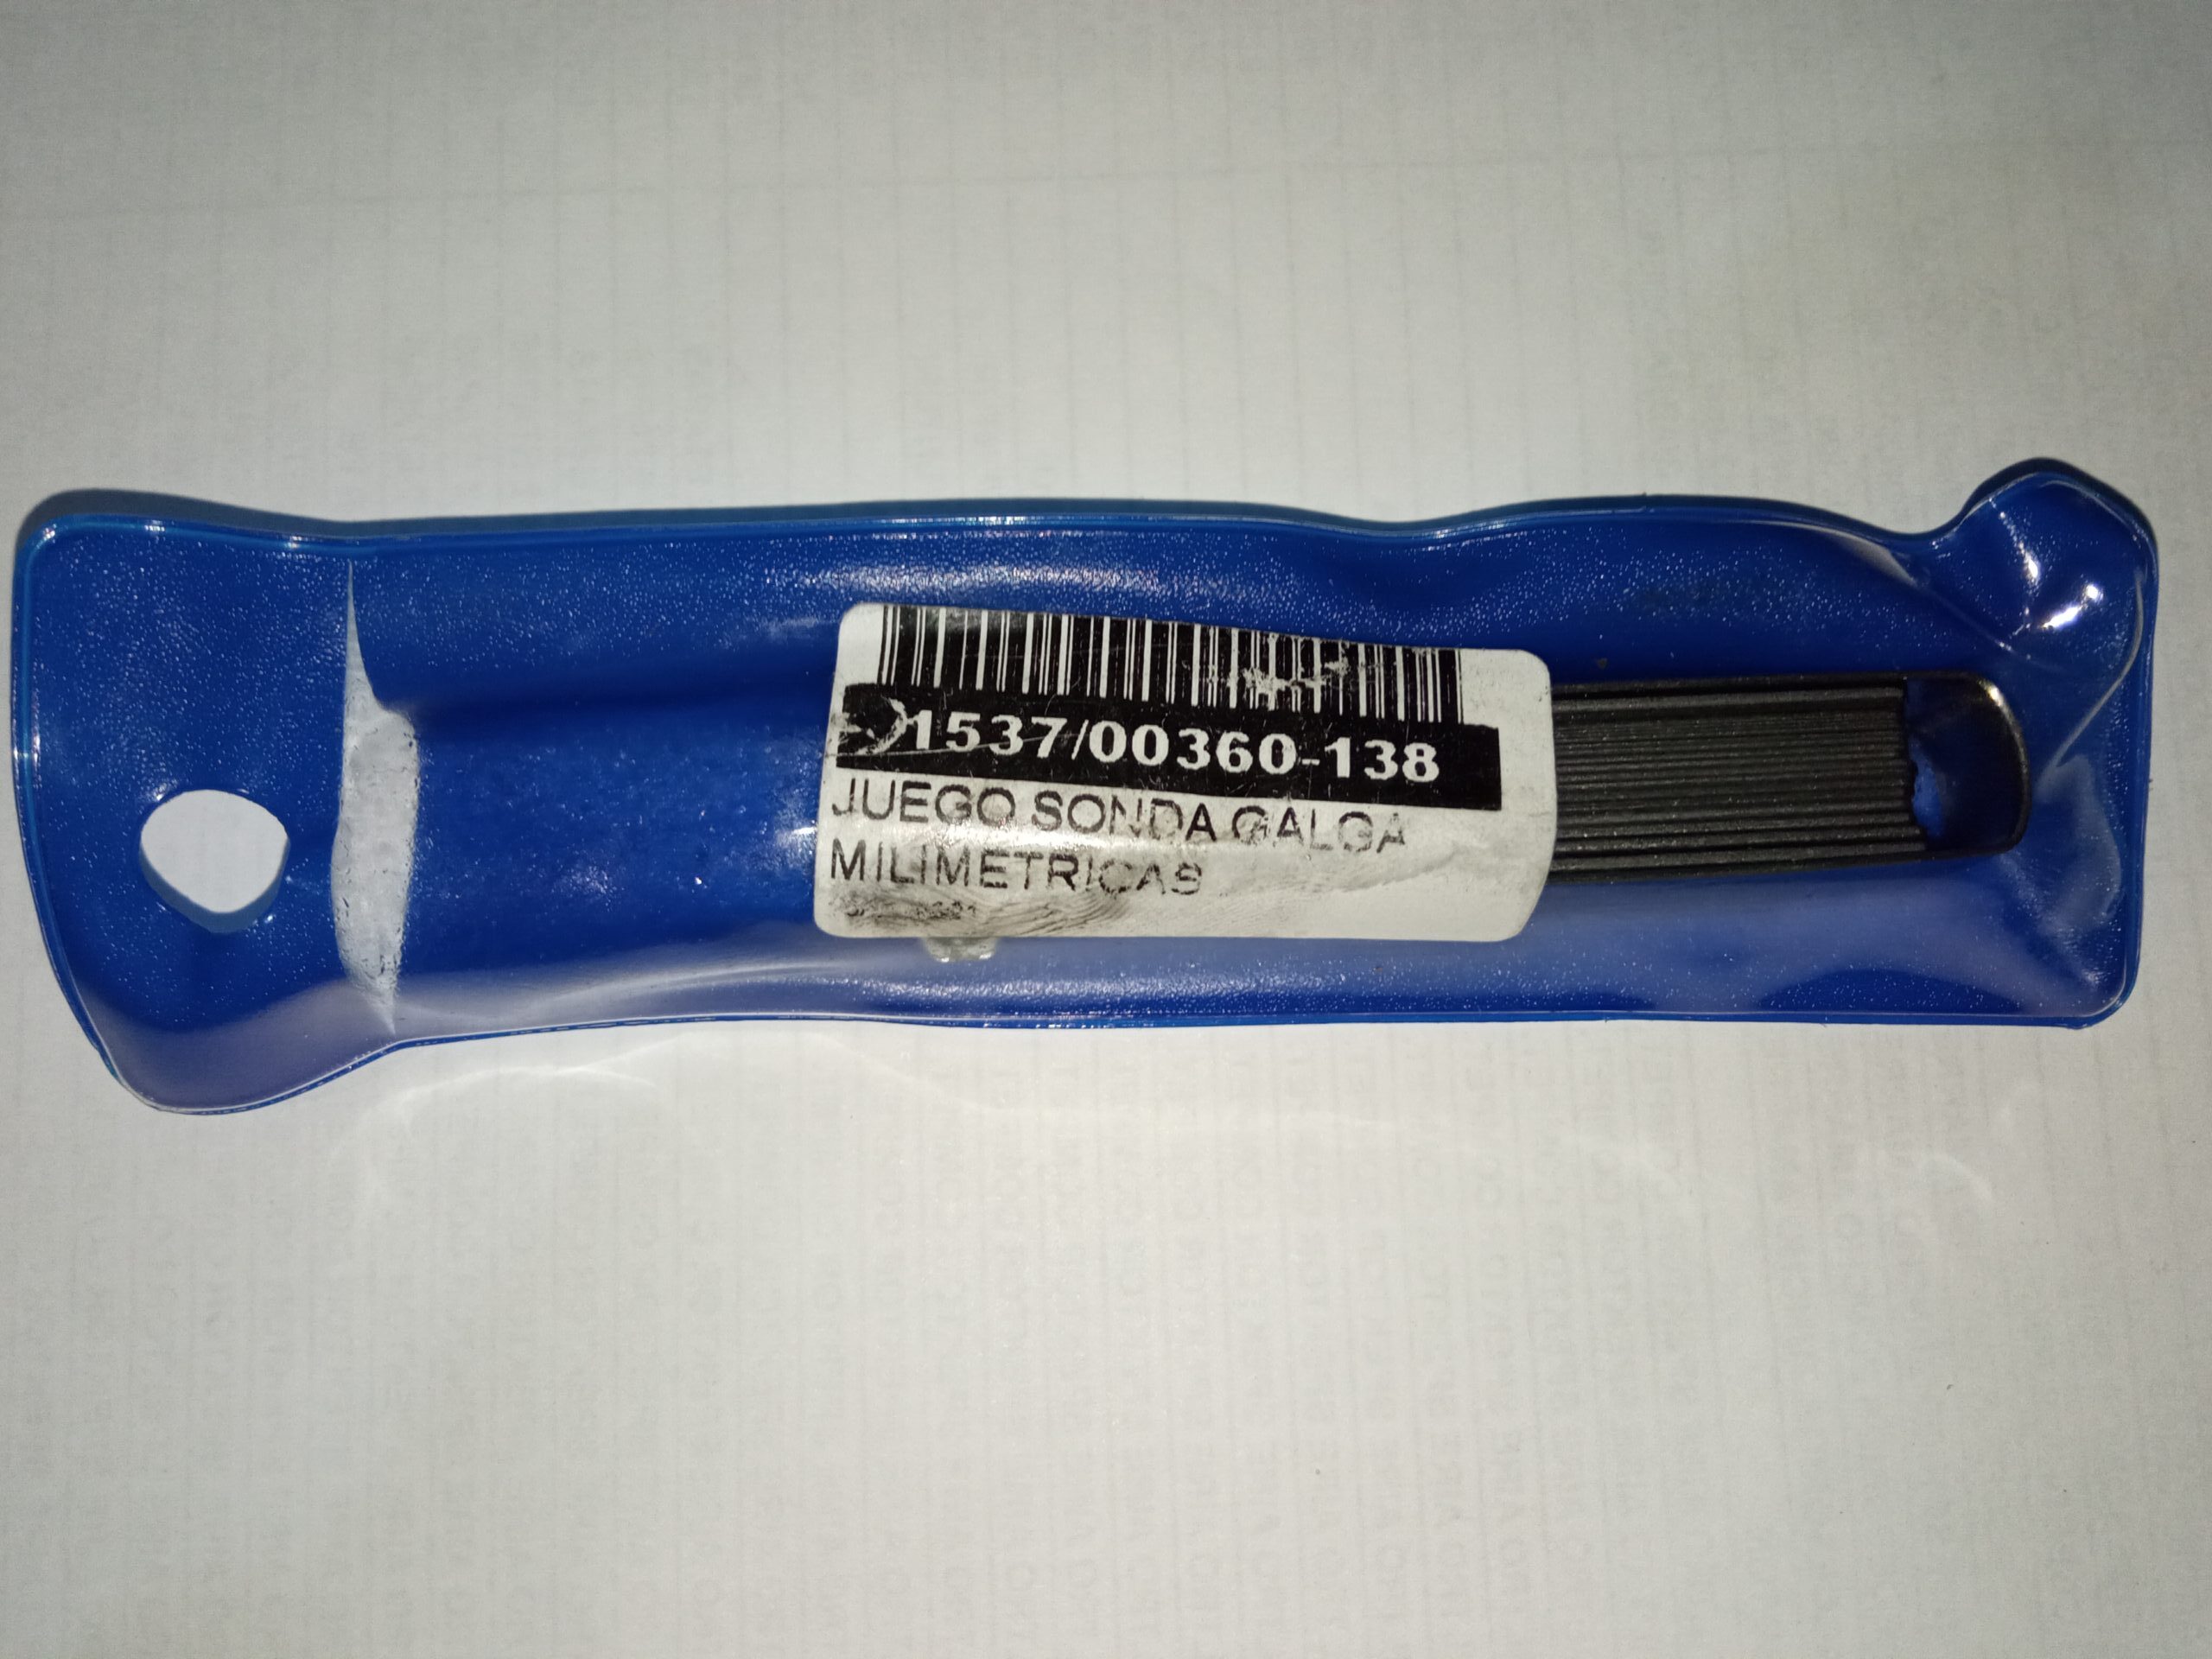 1537/00360-138
JUEGO SONDA GALGA
MILIMETRICAS